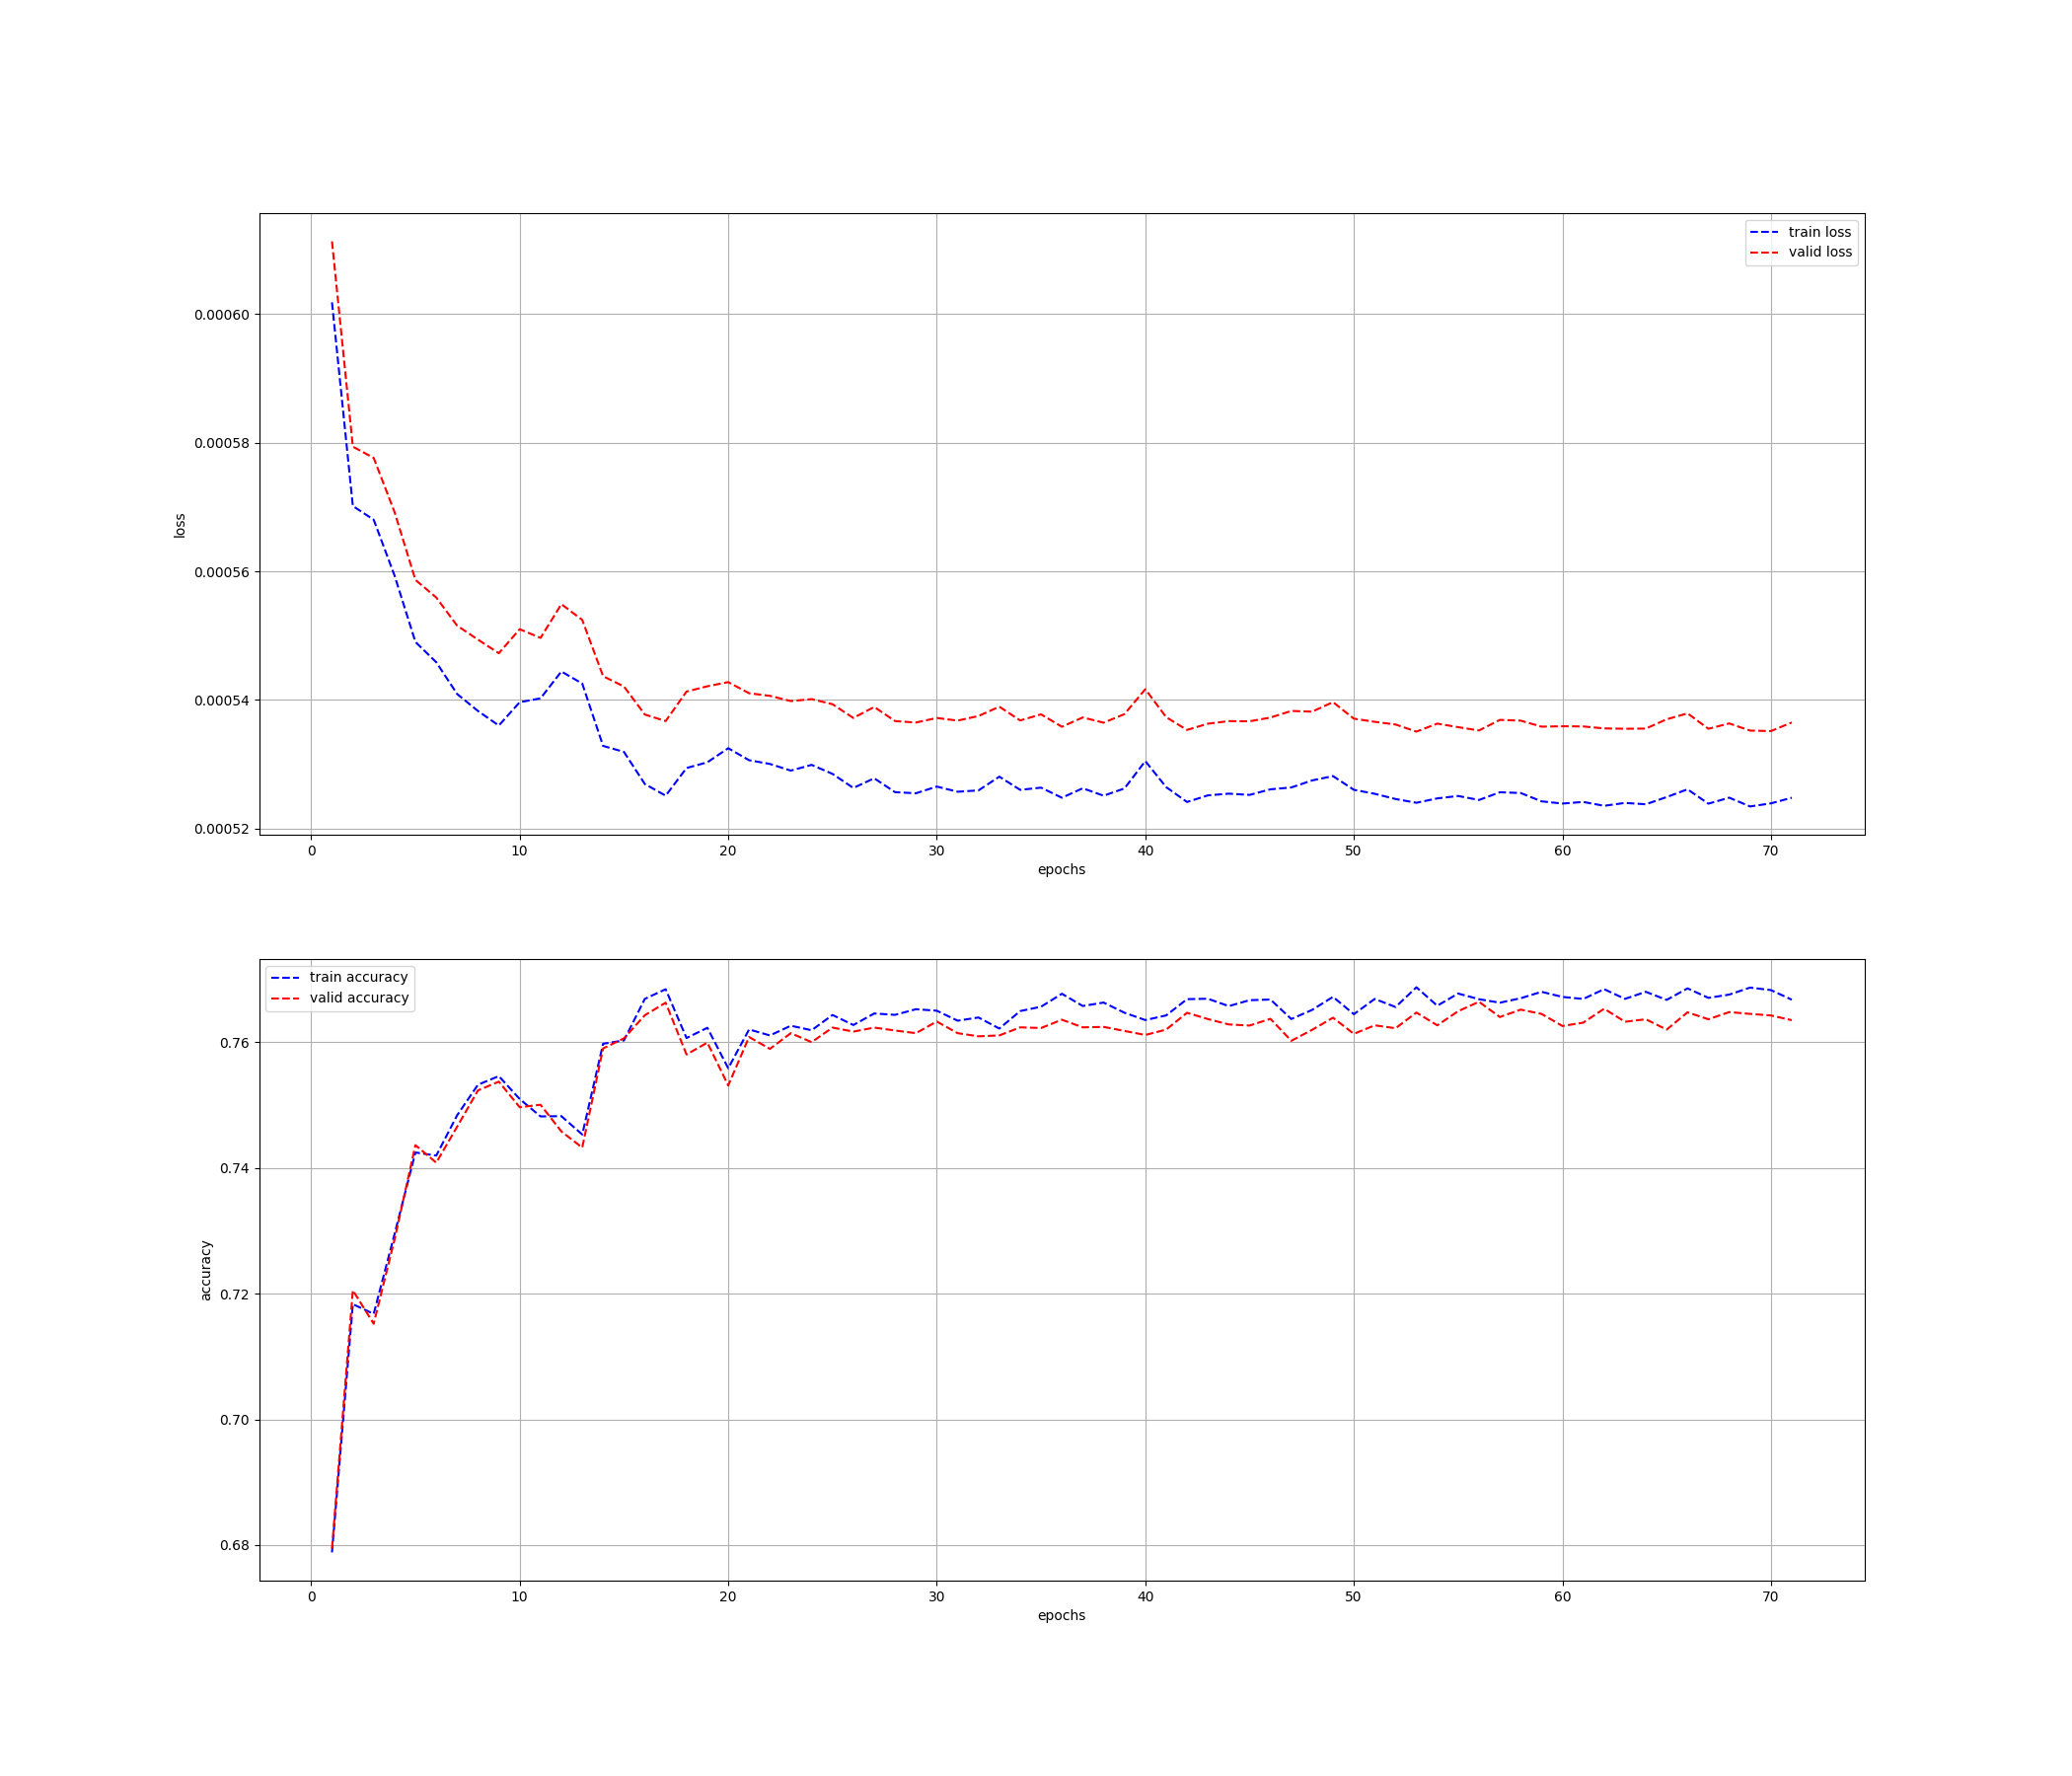 train loss
valid loss
0.00060
0.00058
0.00056
0.00054
0.00052
loss
0 10 20 30 40 50 60 70
epochs
train accuracy
valid accuracy
0.76
0.74
0.72
0.70
0.68
accuracy
0 10 20 30 40 50 60 70
epochs